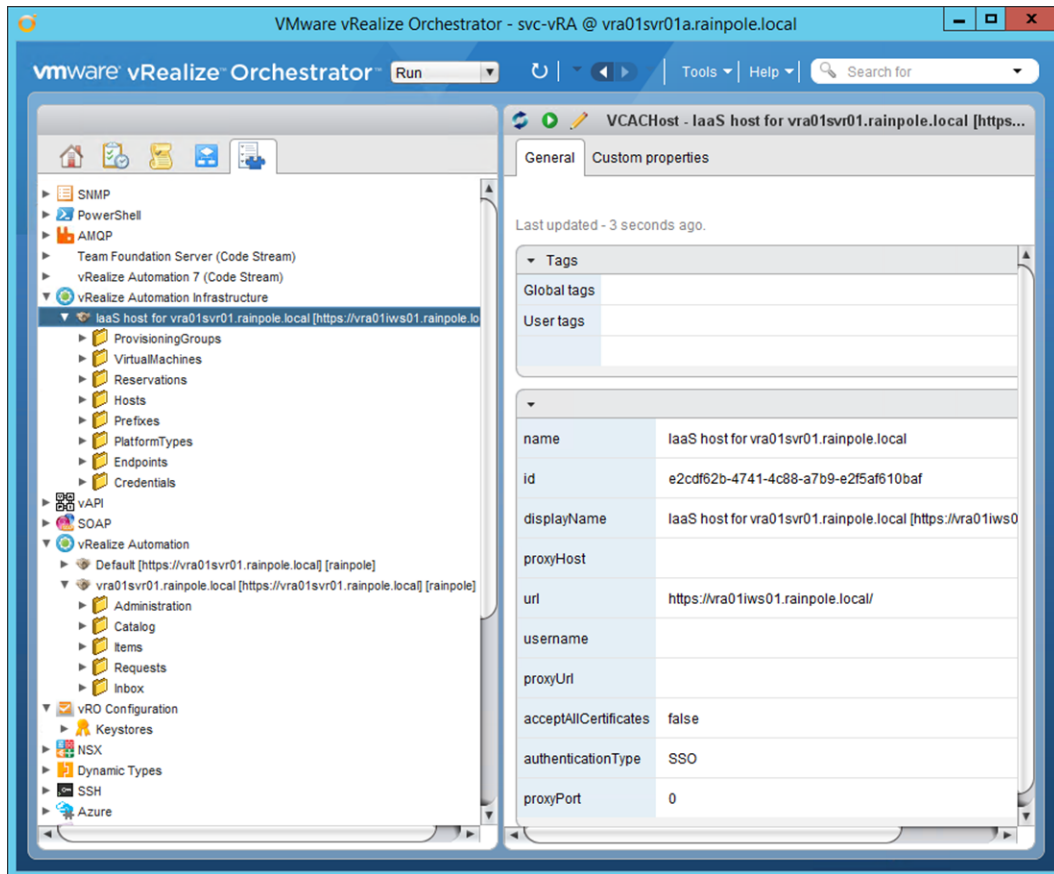 VMware vRealize Orchestrator - svc-vRA @ vra01svr01a.rainpole.local
vmware vRealize™ Orchestrator™ Run Tools Help Search for
VCACHost - IaaS host for vra01svr01.rainpole.local [https...
General Custom properties
Last updated - 3 seconds ago.
Tags
Global tags
User tags
name IaaS host for vra01svr01.rainpole.local
id e2cdf62b-4741-4c88-a7b9-e2f5af610baf
displayName IaaS host for vra01svr01.rainpole.local [https://vra01iws0
proxyHost
url https://vra01iws01.rainpole.local/
username
proxyUrl
acceptAllCertificates false
authenticationType SSO
proxyPort 0
SNMP
PowerShell
AMQP
Team Foundation Server (Code Stream)
vRealize Automation 7 (Code Stream)
vRealize Automation Infrastructure
IaaS host for vra01svr01.rainpole.local [https://vra01iws01.rainpole.lo
ProvisioningGroups
VirtualMachines
Reservations
Hosts
Prefixes
PlatformTypes
Endpoints
Credentials
vAPI
SOAP
vRealize Automation
Default [https://vra01svr01.rainpole.local] [rainpole]
vra01svr01.rainpole.local [https://vra01svr01.rainpole.local] [rainpole]
Administration
Catalog
Items
Requests
Inbox
vRO Configuration
Keystores
NSX
Dynamic Types
SSH
Azure